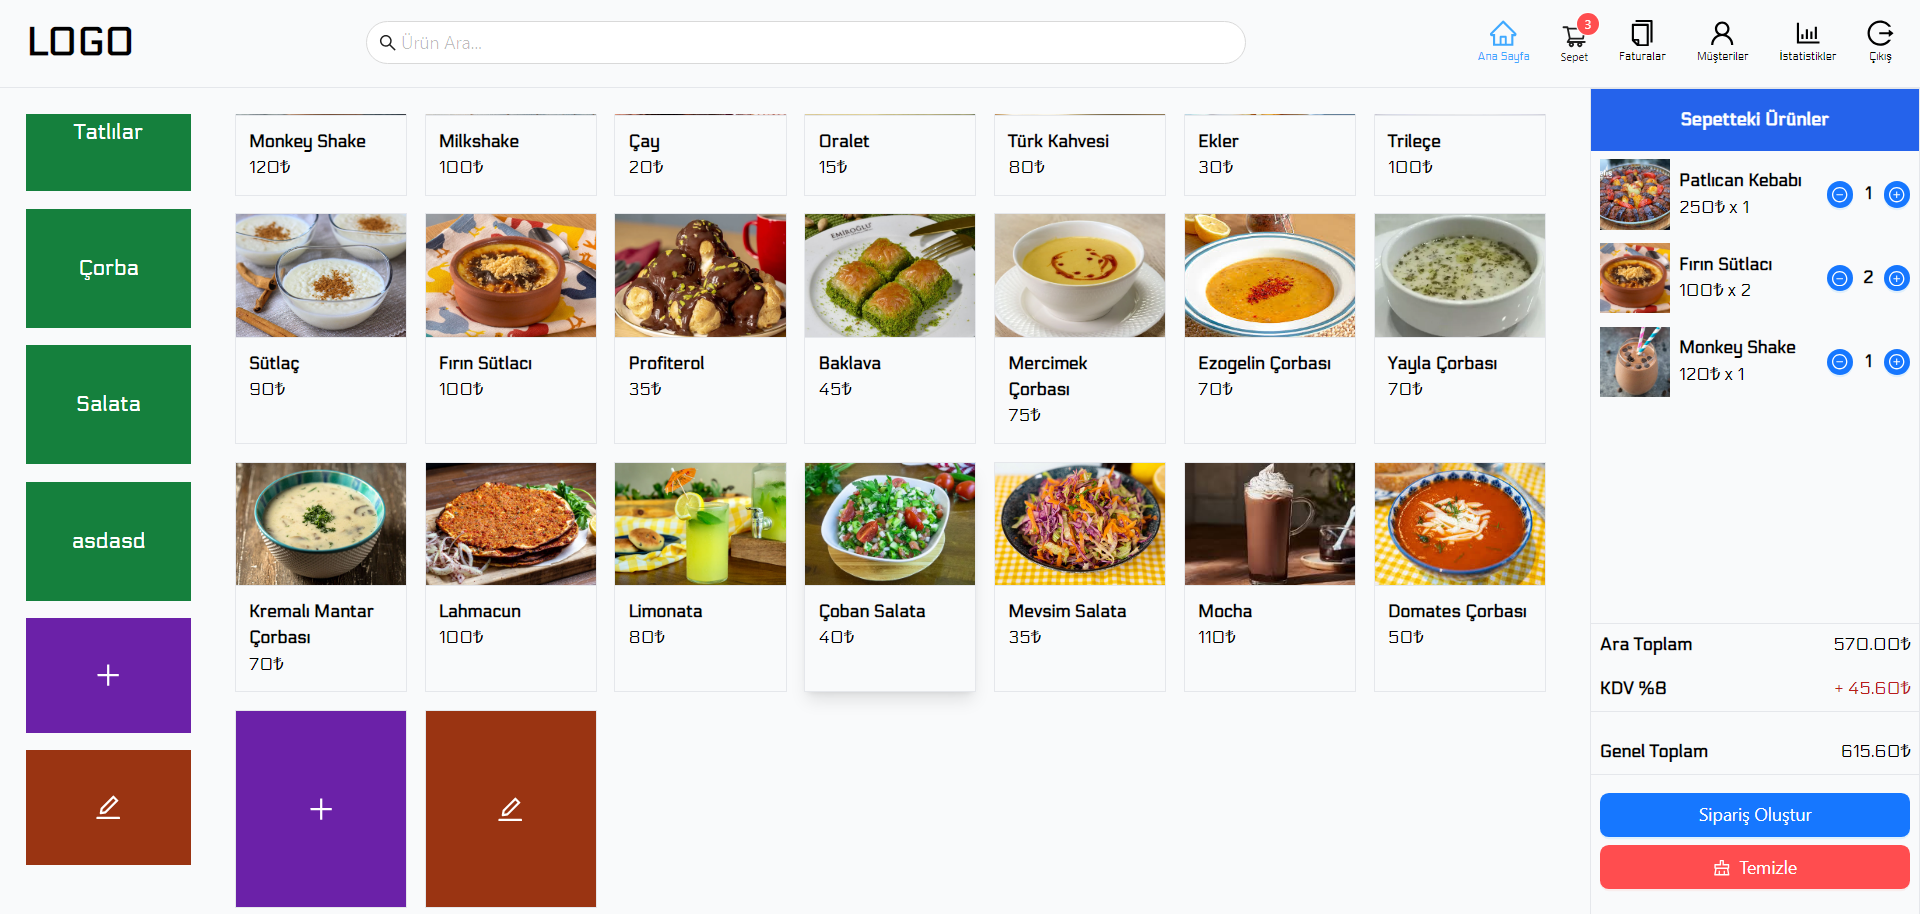 LOGO
Ürün Ara...
Ana Sayfa
3
Sepet
Faturalar
Müşteriler
İstatistikler
Çıkış
Tatlılar
Çorba
Salata
asdasd
Monkey Shake
120₺
Milkshake
100₺
Çay
20₺
Oralet
15₺
Türk Kahvesi
80₺
Ekler
30₺
Trileçe
100₺
EMİROĞLU
Sütlaç
90₺
Fırın Sütlacı
100₺
Profiterol
35₺
Baklava
45₺
Mercimek
Çorbası
75₺
Ezogelin Çorbası
70₺
Yayla Çorbası
70₺
Kremalı Mantar
Çorbası
70₺
Lahmacun
100₺
Limonata
80₺
Çoban Salata
40₺
Mevsim Salata
35₺
Mocha
110₺
Domates Çorbası
50₺
Sepetteki Ürünler
Patlıcan Kebabı
250₺ x 1
1
Fırın Sütlacı
100₺ x 2
2
Monkey Shake
120₺ x 1
1
Ara Toplam
570.00₺
KDV %8
+ 45.60₺
Genel Toplam
615.60₺
Sipariş Oluştur
Temizle